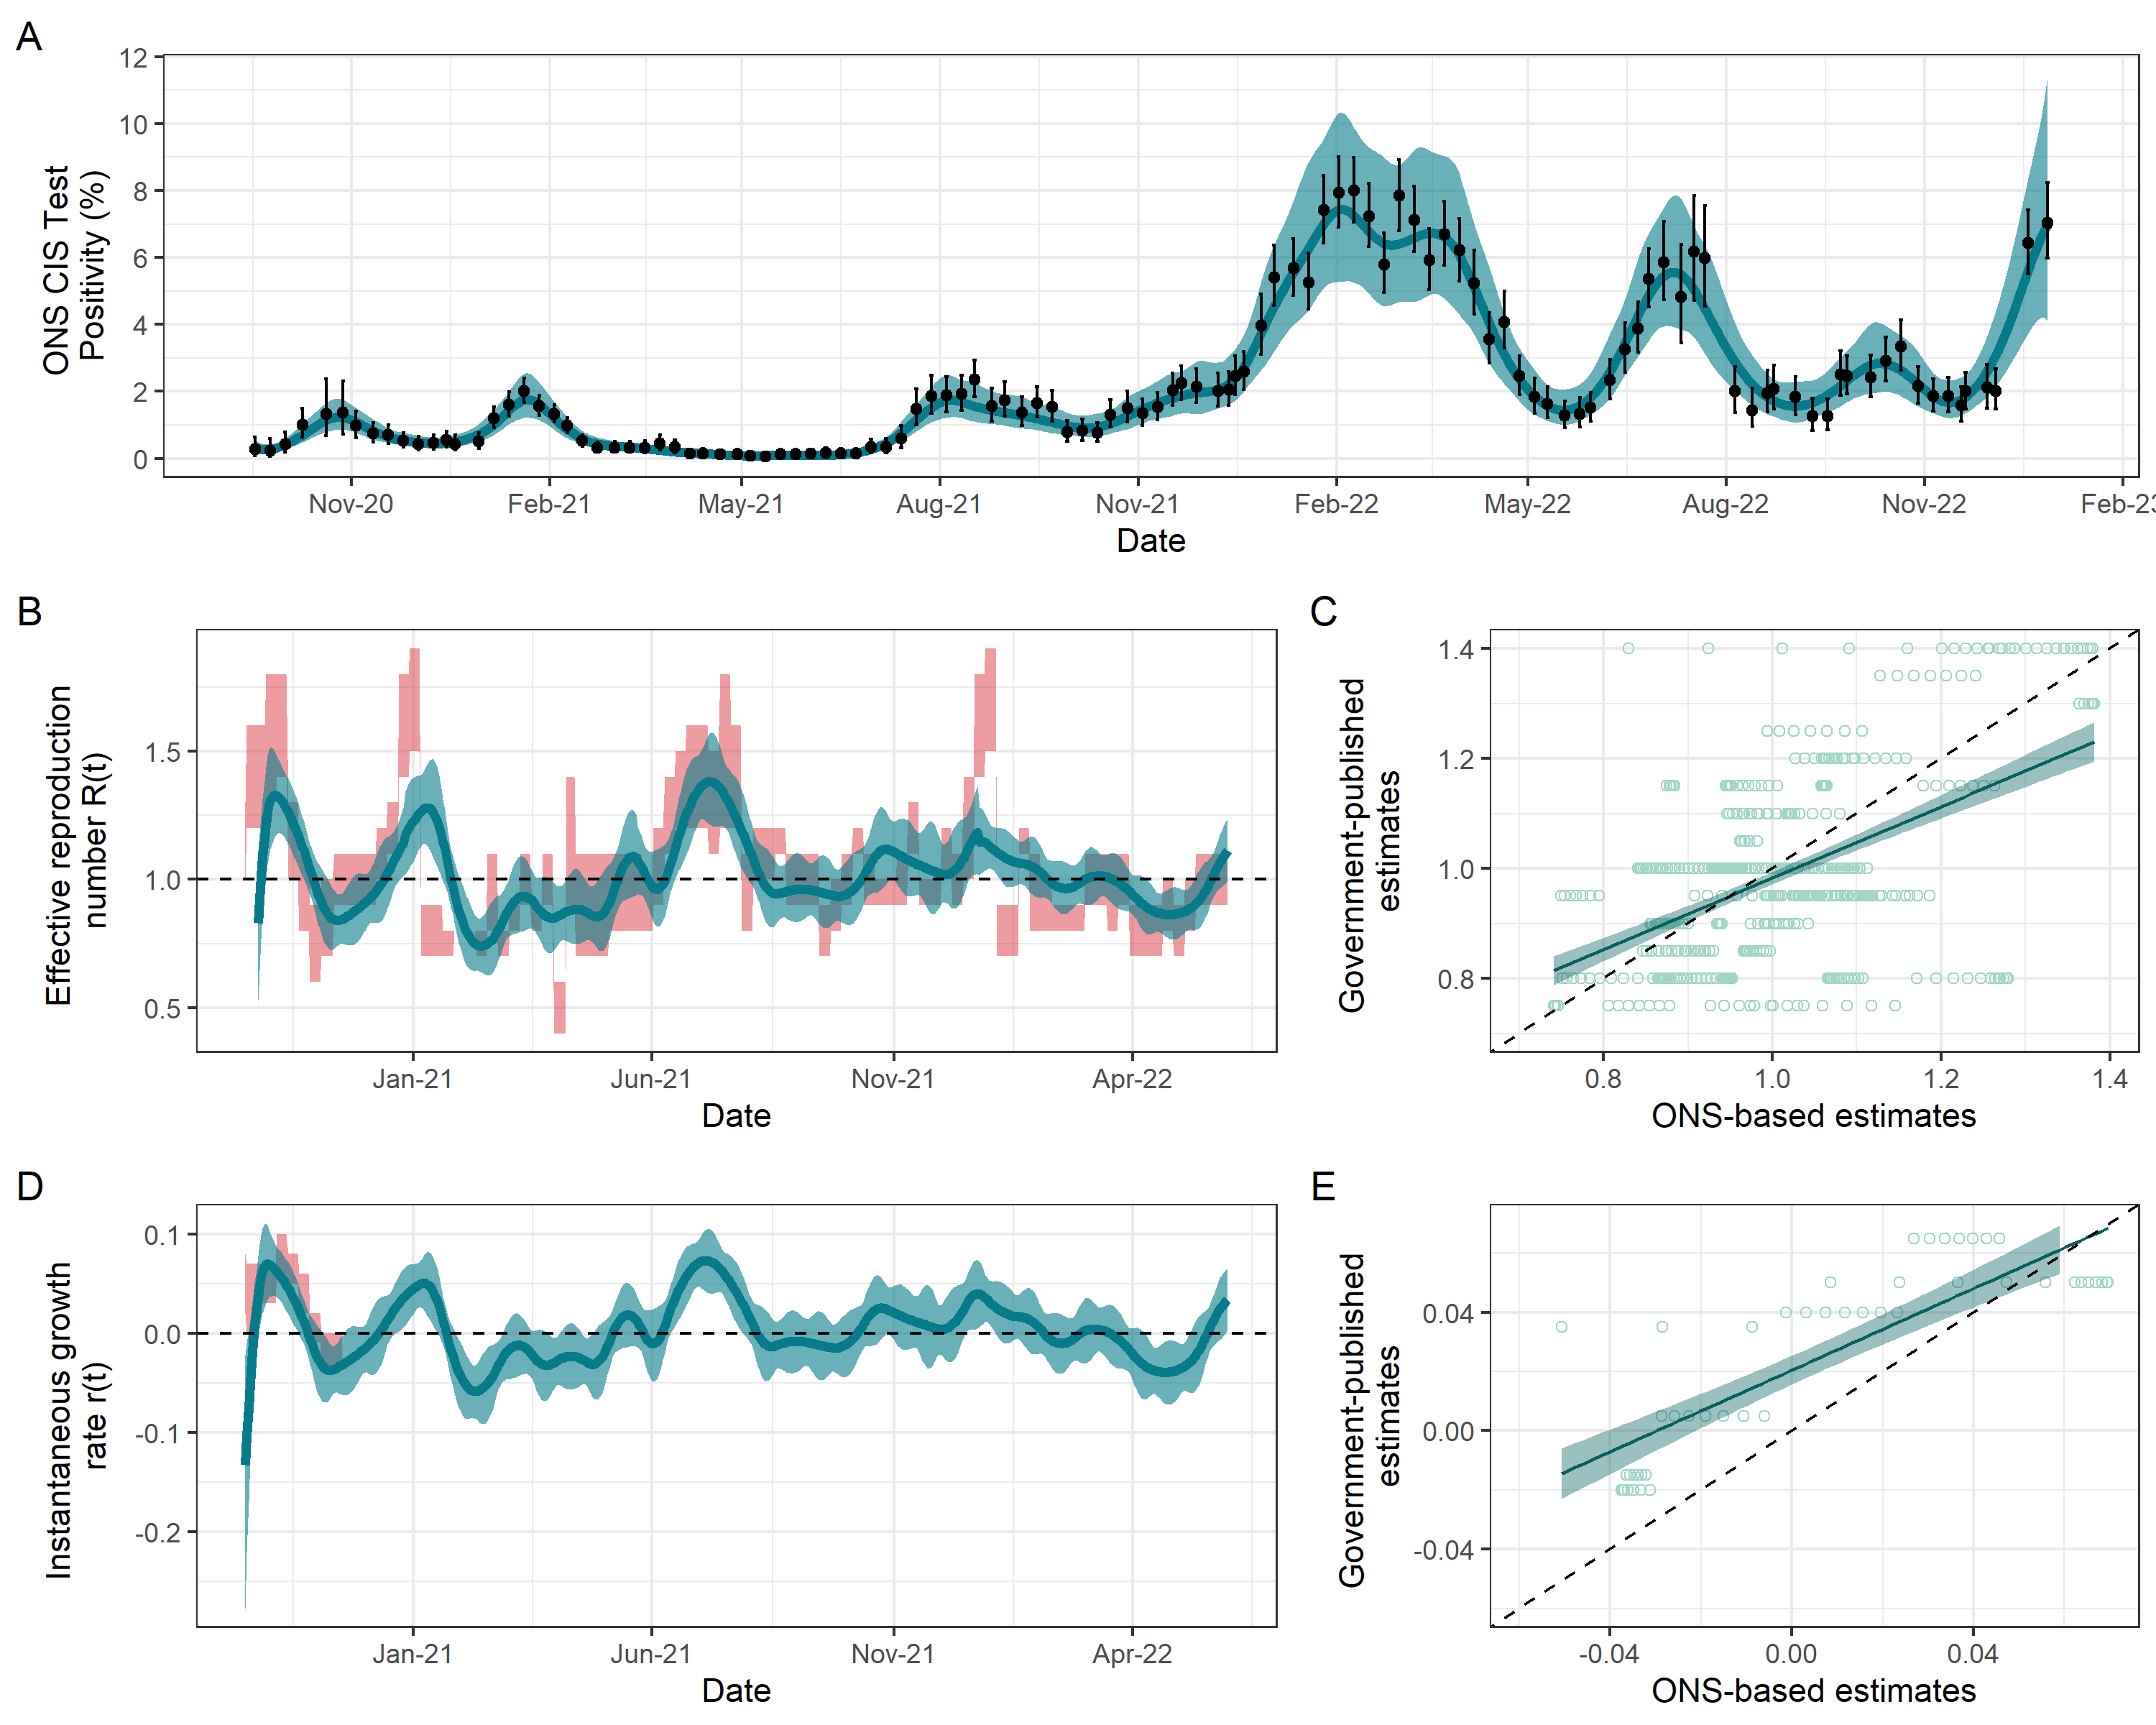 A
ONS CIS Test
Positivity (%)
12
10
8
6
4
2
0
Nov-20 Feb-21 May-21 Aug-21 Nov-21 Feb-22 May-22 Aug-22 Nov-22 Feb-23
Date
B
Effective reproduction
number R(t)
1.5
1.0
0.5
Jan-21 Jun-21 Nov-21 Apr-22
Date
C
Government-published
estimates
1.4
1.2
1.0
0.8
0.8 1.0 1.2 1.4
ONS-based estimates
D
Instantaneous growth
rate r(t)
0.1
0.0
-0.1
-0.2
Jan-21 Jun-21 Nov-21 Apr-22
Date
E
Government-published
estimates
0.04
0.00
-0.04
-0.04 0.00 0.04
ONS-based estimates